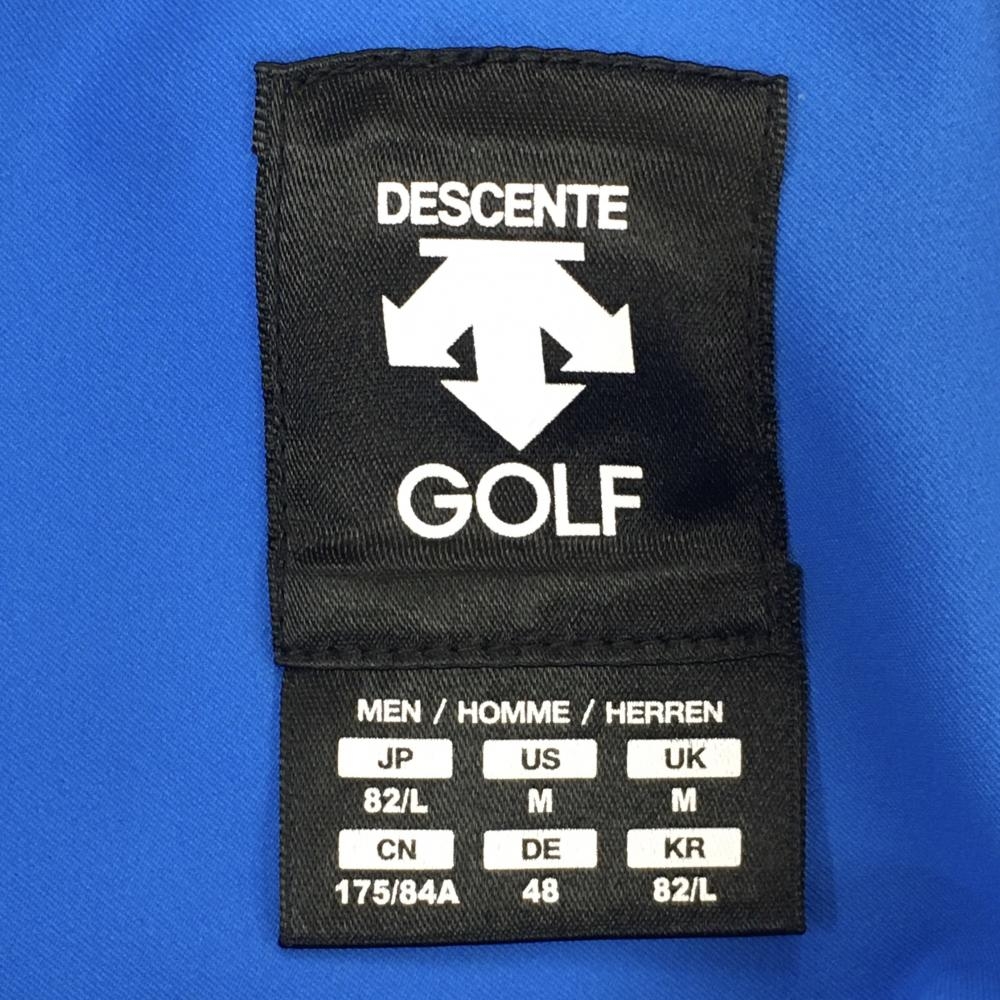 DESCENTE
GOLF
MEN / HOMME / HERREN
JP US UK
82/L M M
CN DE KR
175/84A 48 82/L